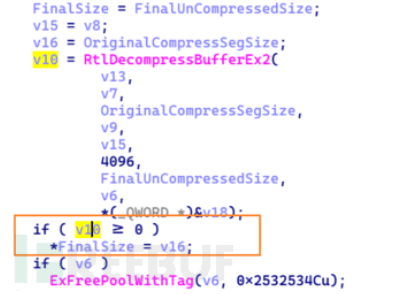 FinalSize = FinalUnCompressedSize;
v15 = v8;
v16 = OriginalCompressSegSize;
v10 = RtlDecompressBufferEx2(
v13,
v7,
OriginalCompressSegSize,
v9,
v15,
4096,
FinalUnCompressedSize,
v6,
*(_QWORD *)&v18);
if ( v10 ≥ 0 )
*FinalSize = v16;
if ( v6 )
ExFreePoolWithTag(v6, 0×2532534Cu);